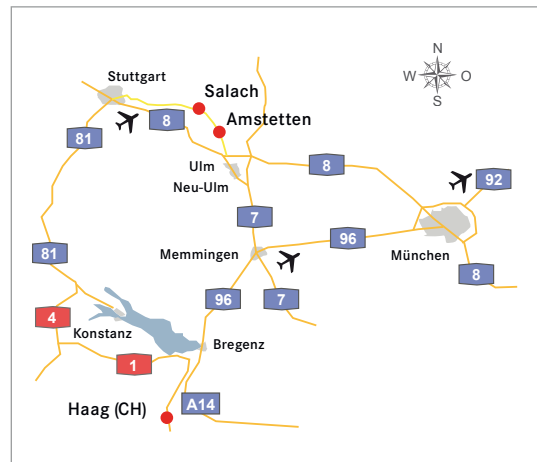 N
Stuttgart
Salach
W
O
S
Amstetten
8
81
Ulm
Neu-Ulm
8
92
7
96
Memmingen
München
81
8
96
7
4
Konstanz
Bregenz
1
A14
Haag (CH)